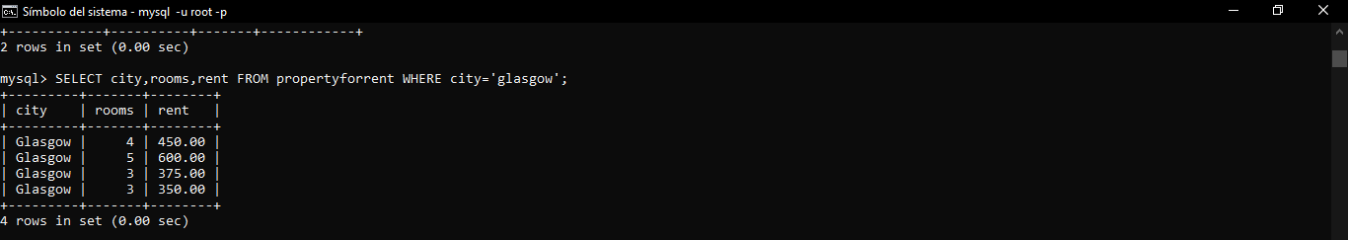 Símbolo del sistema - mysql  -u root -p
+------------+----------+-------+------------+
2 rows in set (0.00 sec)
mysql> SELECT city,rooms,rent FROM propertyforrent WHERE city='glasgow';
+---------+-------+--------+
| city    | rooms | rent   |
+---------+-------+--------+
| Glasgow |     4 | 450.00 |
| Glasgow |     5 | 600.00 |
| Glasgow |     3 | 375.00 |
| Glasgow |     3 | 350.00 |
+---------+-------+--------+
4 rows in set (0.00 sec)